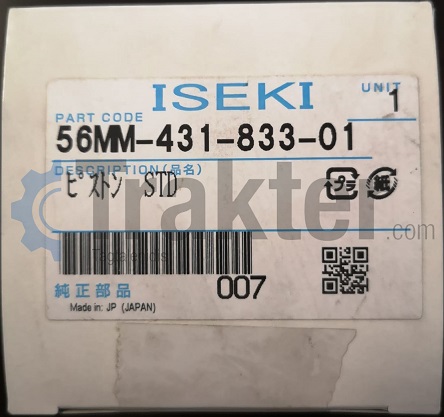 ISEKI
UNIT
1
PART CODE
56MM-431-833-01
DESCRIPTION(品名)
ピストン STD
プラ 紙
Trakter.com
007
純正部品
Made in: JP (JAPAN)